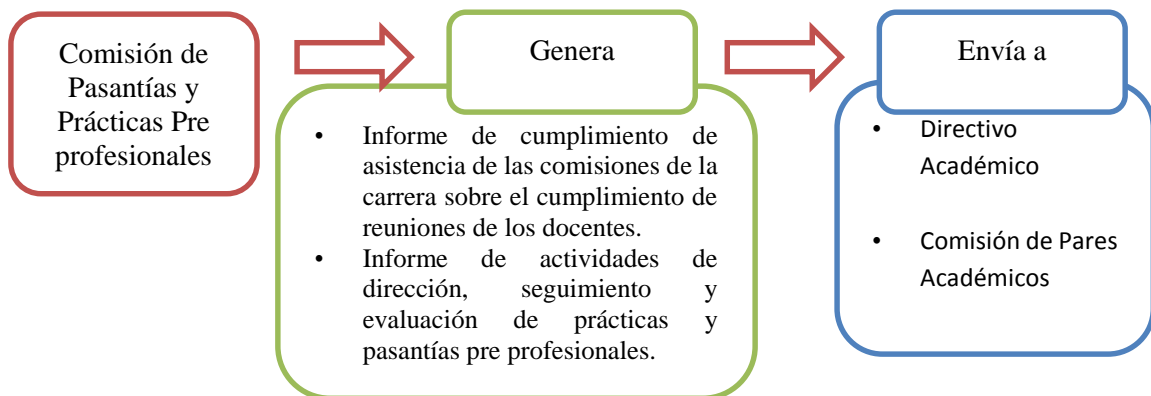 Comisión de
Pasantías y
Prácticas Pre
profesionales
Genera
• Informe de cumplimiento de
asistencia de las comisiones de la
carrera sobre el cumplimiento de
reuniones de los docentes.
• Informe de actividades de
dirección, seguimiento y
evaluación de prácticas y
pasantías pre profesionales.
Envía a
• Directivo
Académico
• Comisión de Pares
Académicos